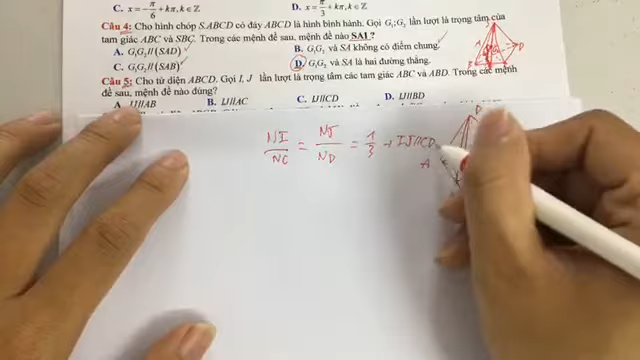 C. x = -π/6 + kπ, k ∈ ℤ D. x = π/3 + kπ, k ∈ ℤ
Câu 4: Cho hình chóp S.ABCD có đáy ABCD là hình bình hành. Gọi G₁; G₂ lần lượt là trọng tâm của
tam giác ABC và SBC. Trong các mệnh đề sau, mệnh đề nào SAI ?
A. G₁G₂ // (SAD) B. G₁G₂ và SA không có điểm chung.
C. G₁G₂ // (SAB) D. G₁G₂ và SA là hai đường thẳng.
Câu 5: Cho tứ diện ABCD. Gọi I, J lần lượt là trọng tâm các tam giác ABC và ABD. Trong các mệnh
đề sau, mệnh đề nào đúng?
A. IJ//AB B. IJ//AC C. IJ//CD D. IJ//BD
NI/NC = NJ/ND = 1/3 → IJ//CD
A